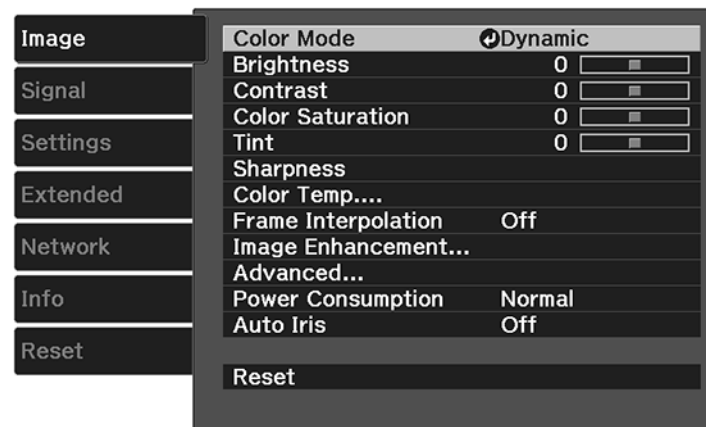 Image
Signal
Settings
Extended
Network
Info
Reset
Color Mode Dynamic
Brightness 0
Contrast 0
Color Saturation 0
Tint 0
Sharpness
Color Temp....
Frame Interpolation Off
Image Enhancement...
Advanced...
Power Consumption Normal
Auto Iris Off
Reset